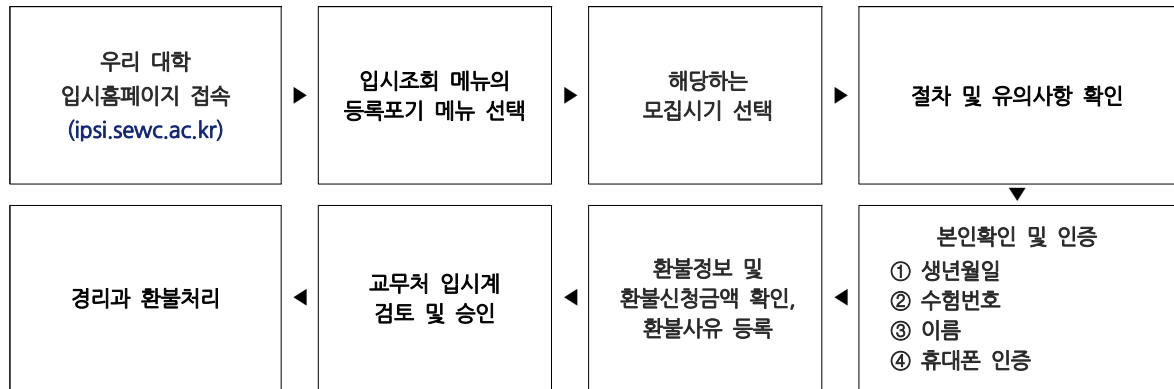 우리 대학
입시홈페이지 접속
(ipsi.sewc.ac.kr)
▶
입시조회 메뉴의
등록포기 메뉴 선택
▶
해당하는
모집시기 선택
▶
절차 및 유의사항 확인
▼
본인확인 및 인증
① 생년월일
② 수험번호
③ 이름
④ 휴대폰 인증
◀
환불정보 및
환불신청금액 확인,
환불사유 등록
◀
교무처 입시계
검토 및 승인
◀
경리과 환불처리